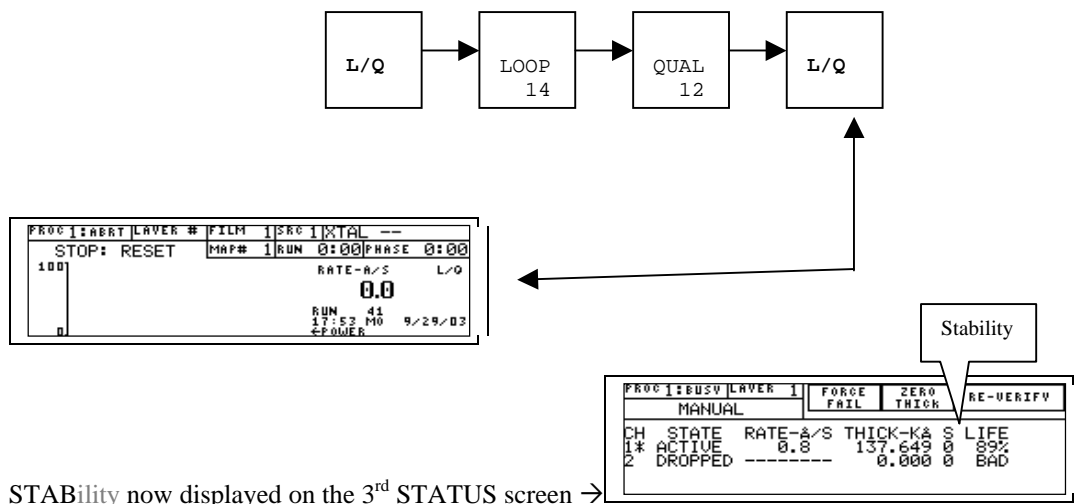 L/Q
LOOP
14
QUAL
12
L/Q
PROC 1:ABRT LAYER # FILM 1 SRC 1 XTAL --
STOP: RESET MAP# 1 RUN 0:00 PHASE 0:00
100
RATE-A/S L/Q
0.0
RUN 41
17:53 MO 9/29/03
0
←POWER
Stability
PROC 1:BUSY LAYER 1 FORCE FAIL ZERO THICK RE-VERIFY
MANUAL
CH STATE RATE-Å/S THICK-KÅ S LIFE
1* ACTIVE 0.8 137.649 0 89%
2 DROPPED -------- 0.000 0 BAD
STABility now displayed on the 3rd STATUS screen →